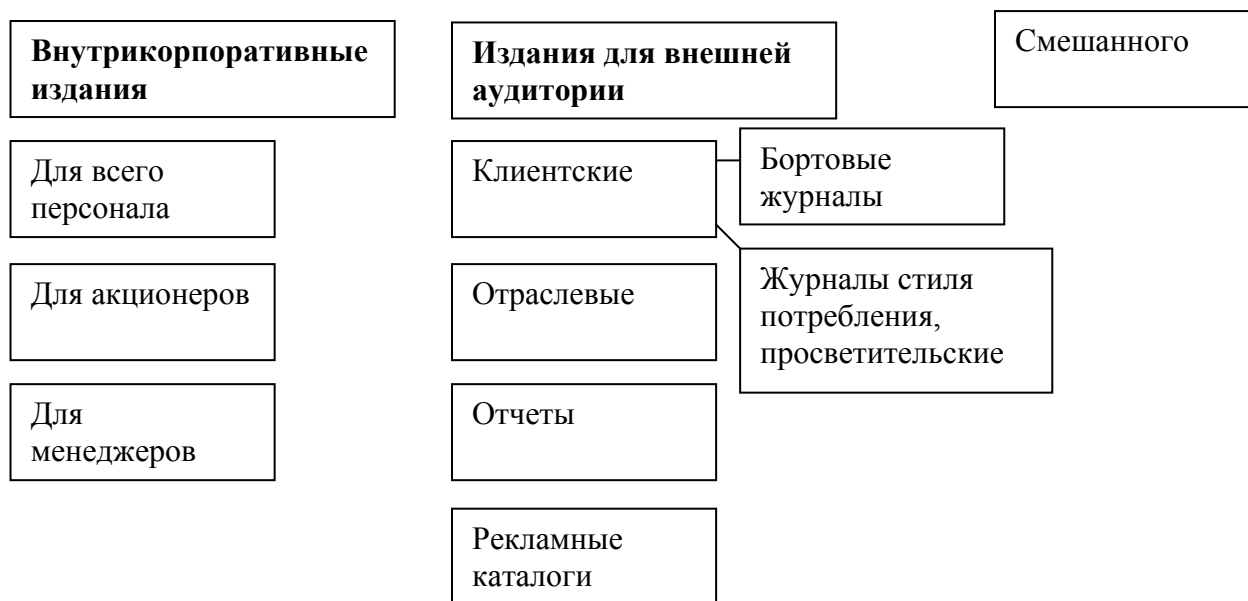 Внутрикорпоративные
издания
Для всего
персонала
Для акционеров
Для
менеджеров
Издания для внешней
аудитории
Клиентские
Отраслевые
Отчеты
Рекламные
каталоги
Бортовые
журналы
Журналы стиля
потребления,
просветительские
Смешанного